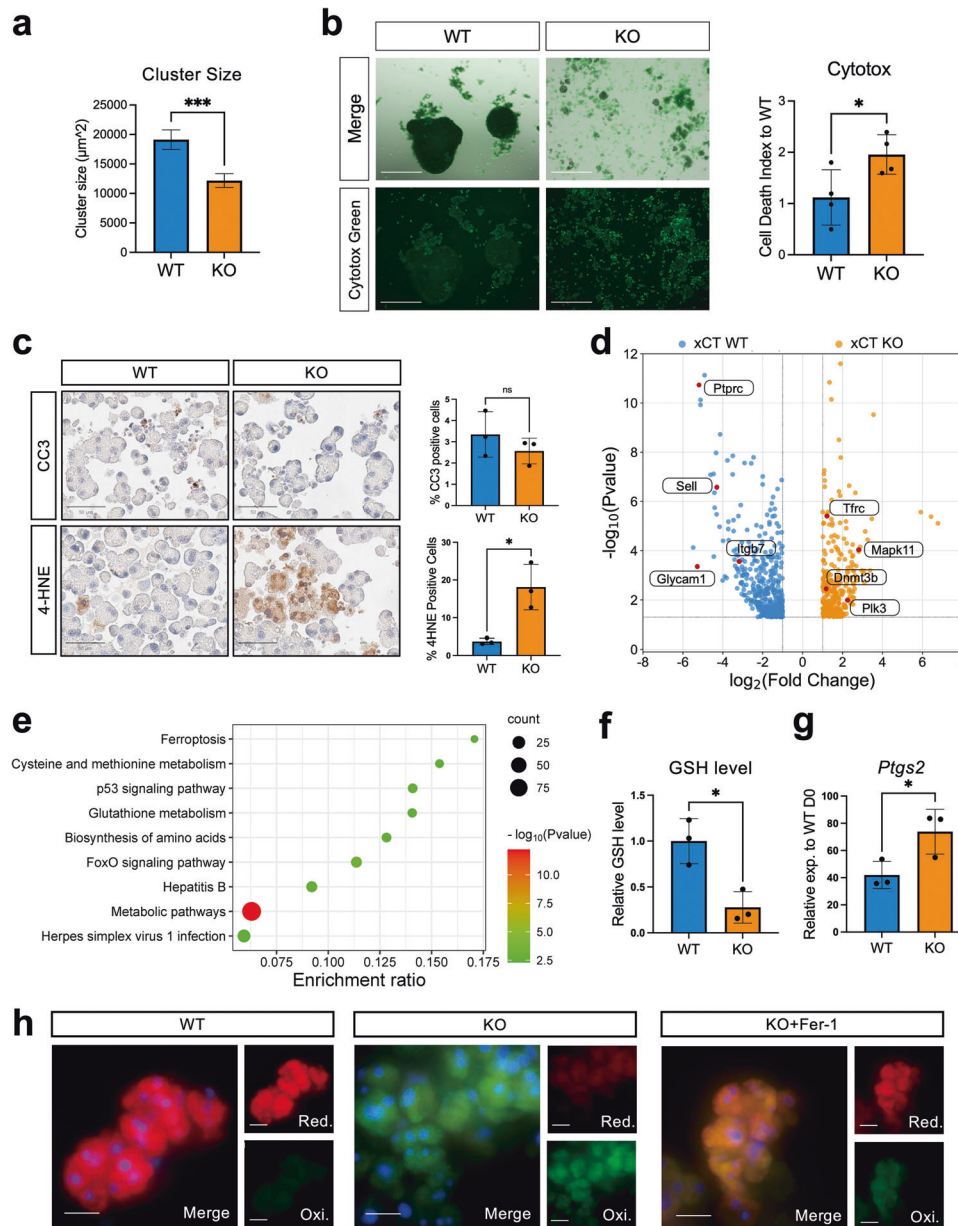 a
Cluster Size
Cluster size (µm^2)
25000
20000
15000
10000
5000
0
***
WT
KO
b
WT
KO
Merge
Cytotox Green
Cytotox
Cell Death Index to WT
3
2
1
0
*
WT
KO
c
WT
KO
CC3
4-HNE
50 µm
% CC3 positive cells
6
5
4
3
2
1
0
ns
WT
KO
% 4HNE Positive Cells
30
20
10
0
*
WT
KO
d
xCT WT
xCT KO
-log10(Pvalue)
12
10
8
6
4
2
0
Ptprc
Sell
Itgb7
Glycam1
Tfrc
Mapk11
Dnmt3b
Plk3
-8
-6
-4
-2
0
2
4
6
log2(Fold Change)
e
Ferroptosis
Cysteine and methionine metabolism
p53 signaling pathway
Glutathione metabolism
Biosynthesis of amino acids
FoxO signaling pathway
Hepatitis B
Metabolic pathways
Herpes simplex virus 1 infection
0.075
0.100
0.125
0.150
0.175
Enrichment ratio
count
25
50
75
- log10(Pvalue)
10.0
7.5
5.0
2.5
f
GSH level
Relative GSH level
1.5
1.0
0.5
0.0
*
WT
KO
g
Ptgs2
Relative exp. to WT D0
100
80
60
40
20
0
*
WT
KO
h
WT
KO
KO+Fer-1
Merge
Red.
Oxi.
Merge
Red.
Oxi.
Merge
Red.
Oxi.